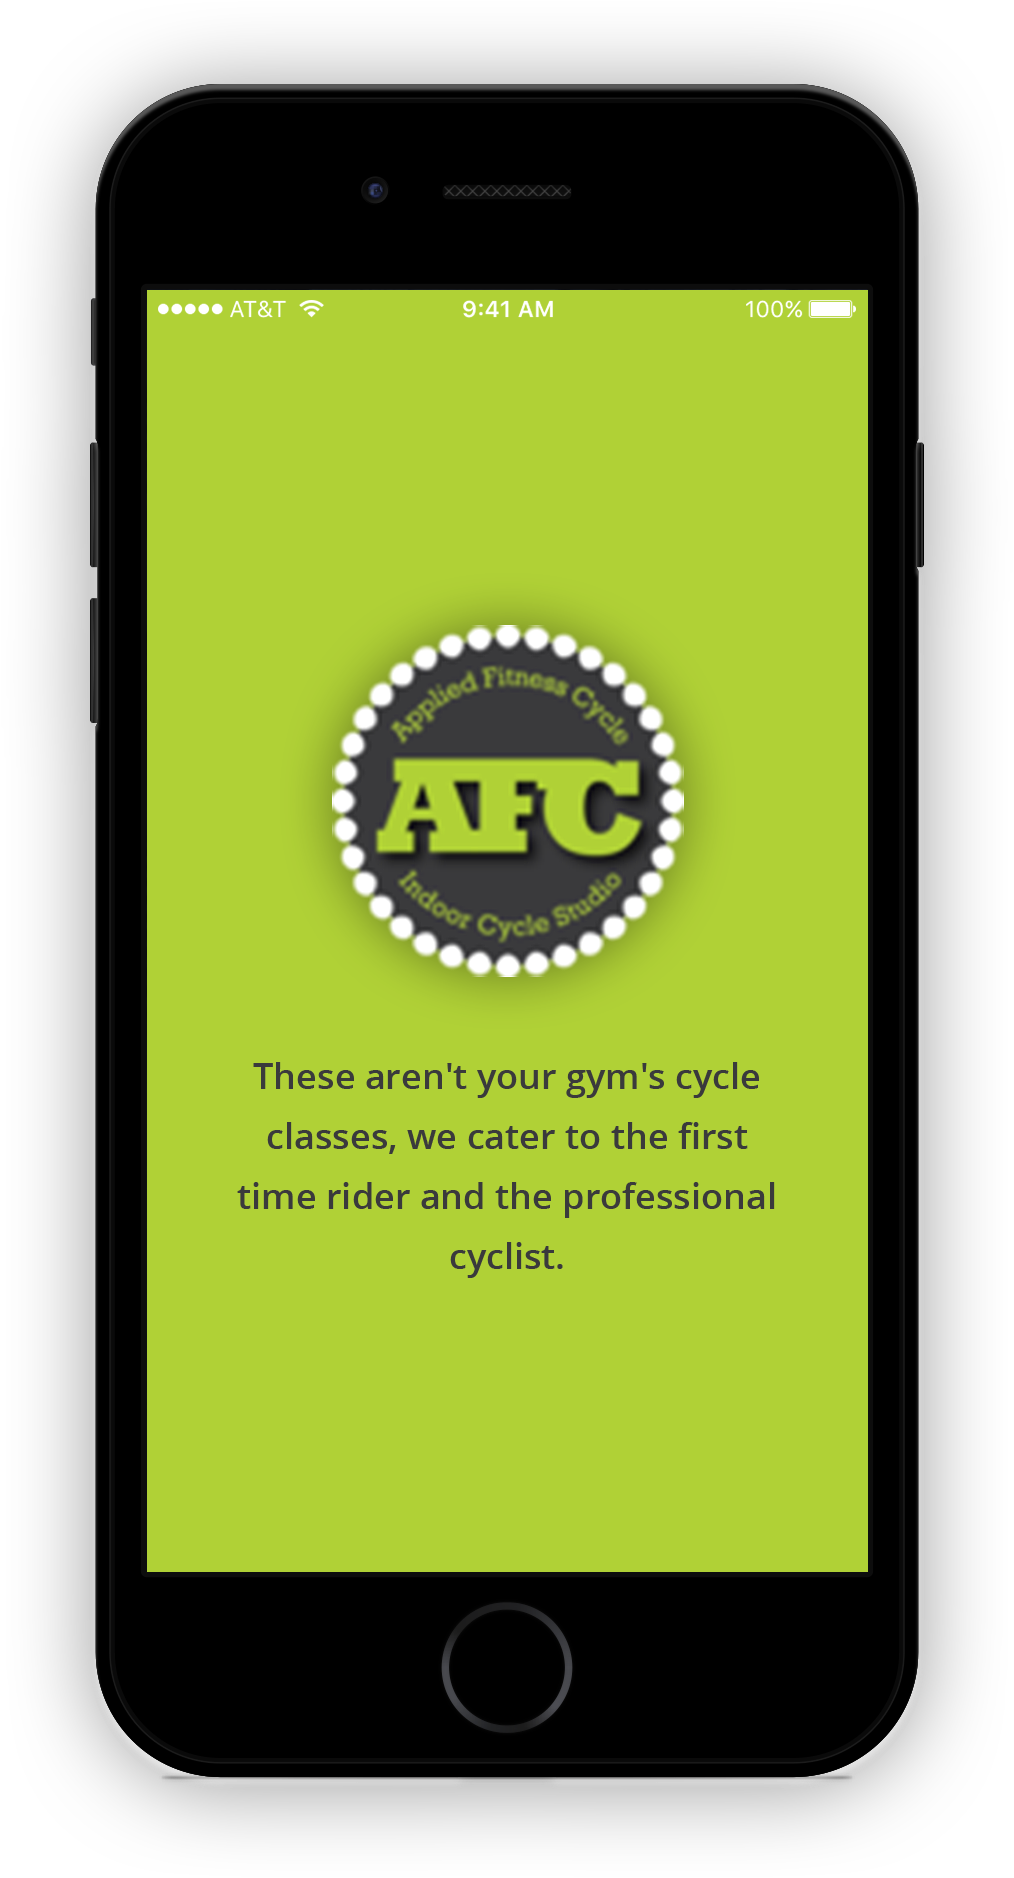 AT&T 9:41 AM 100%
Applied Fitness Cycle
AFC
Indoor Cycle Studio
These aren't your gym's cycle
classes, we cater to the first
time rider and the professional
cyclist.